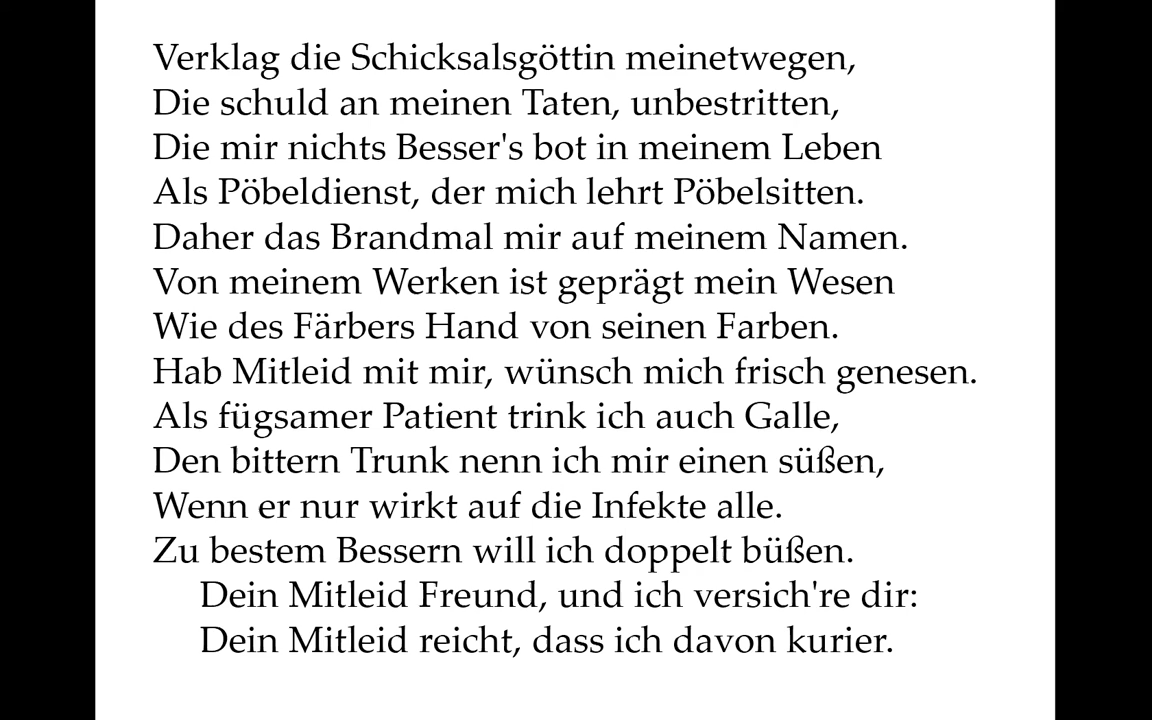 Verklag die Schicksalsgöttin meinetwegen,
Die schuld an meinen Taten, unbestritten,
Die mir nichts Besser's bot in meinem Leben
Als Pöbeldienst, der mich lehrt Pöbelsitten.
Daher das Brandmal mir auf meinem Namen.
Von meinem Werken ist geprägt mein Wesen
Wie des Färbers Hand von seinen Farben.
Hab Mitleid mit mir, wünsch mich frisch genesen.
Als fügsamer Patient trink ich auch Galle,
Den bittern Trunk nenn ich mir einen süßen,
Wenn er nur wirkt auf die Infekte alle.
Zu bestem Bessern will ich doppelt büßen.
Dein Mitleid Freund, und ich versich're dir:
Dein Mitleid reicht, dass ich davon kurier.